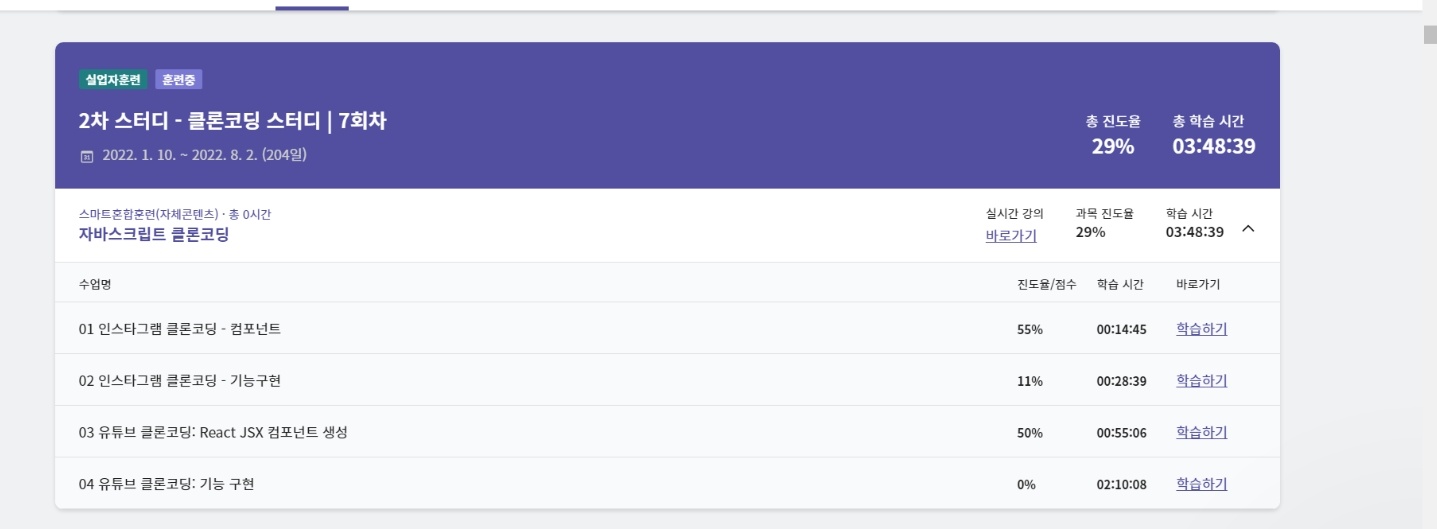 실업자훈련 훈련중
2차 스터디 - 클론코딩 스터디 | 7회차
2022. 1. 10. ~ 2022. 8. 2. (204일)
총 진도율 총 학습 시간
29% 03:48:39
스마트혼합훈련(자체콘텐츠) · 총 0시간
자바스크립트 클론코딩
실시간 강의 과목 진도율 학습 시간
바로가기 29% 03:48:39
수업명 진도율/점수 학습 시간 바로가기
01 인스타그램 클론코딩 - 컴포넌트 55% 00:14:45 학습하기
02 인스타그램 클론코딩 - 기능구현 11% 00:28:39 학습하기
03 유튜브 클론코딩: React JSX 컴포넌트 생성 50% 00:55:06 학습하기
04 유튜브 클론코딩: 기능 구현 0% 02:10:08 학습하기